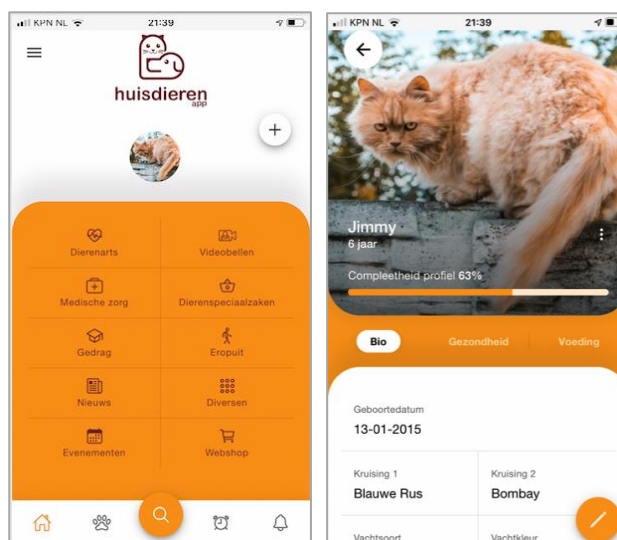 KPN NL
21:39
huisdieren
app
Dierenarts
Videobellen
Medische zorg
Dierenspeciaalzaken
Gedrag
Eropuit
Nieuws
Diversen
Evenementen
Webshop
KPN NL
21:39
Jimmy
6 jaar
Compleetheid profiel 63%
Bio
Gezondheid
Voeding
Geboortedatum
13-01-2015
Kruising 1
Kruising 2
Blauwe Rus
Bombay
Vachtsoort
Vachtkleur